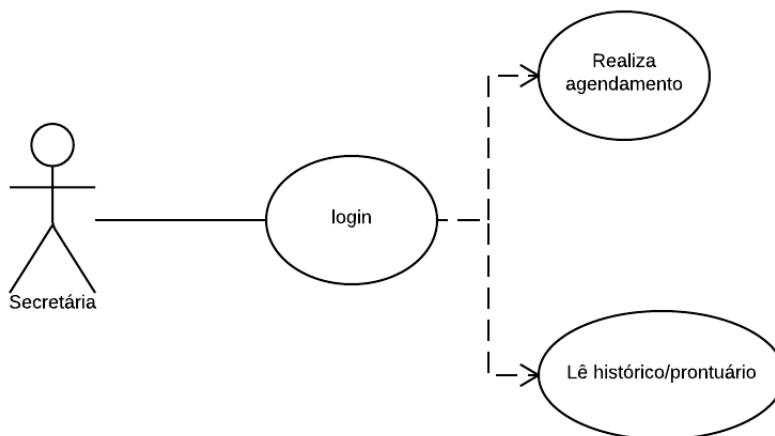 Realiza
agendamento
login
Secretária
Lê histórico/prontuário